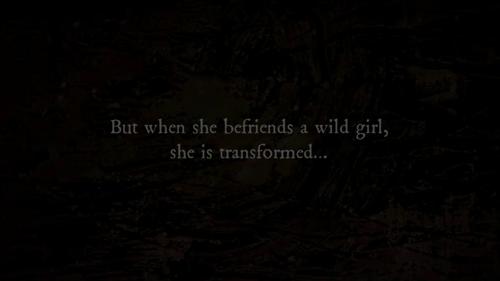 But when she befriends a wild girl,
she is transformed...